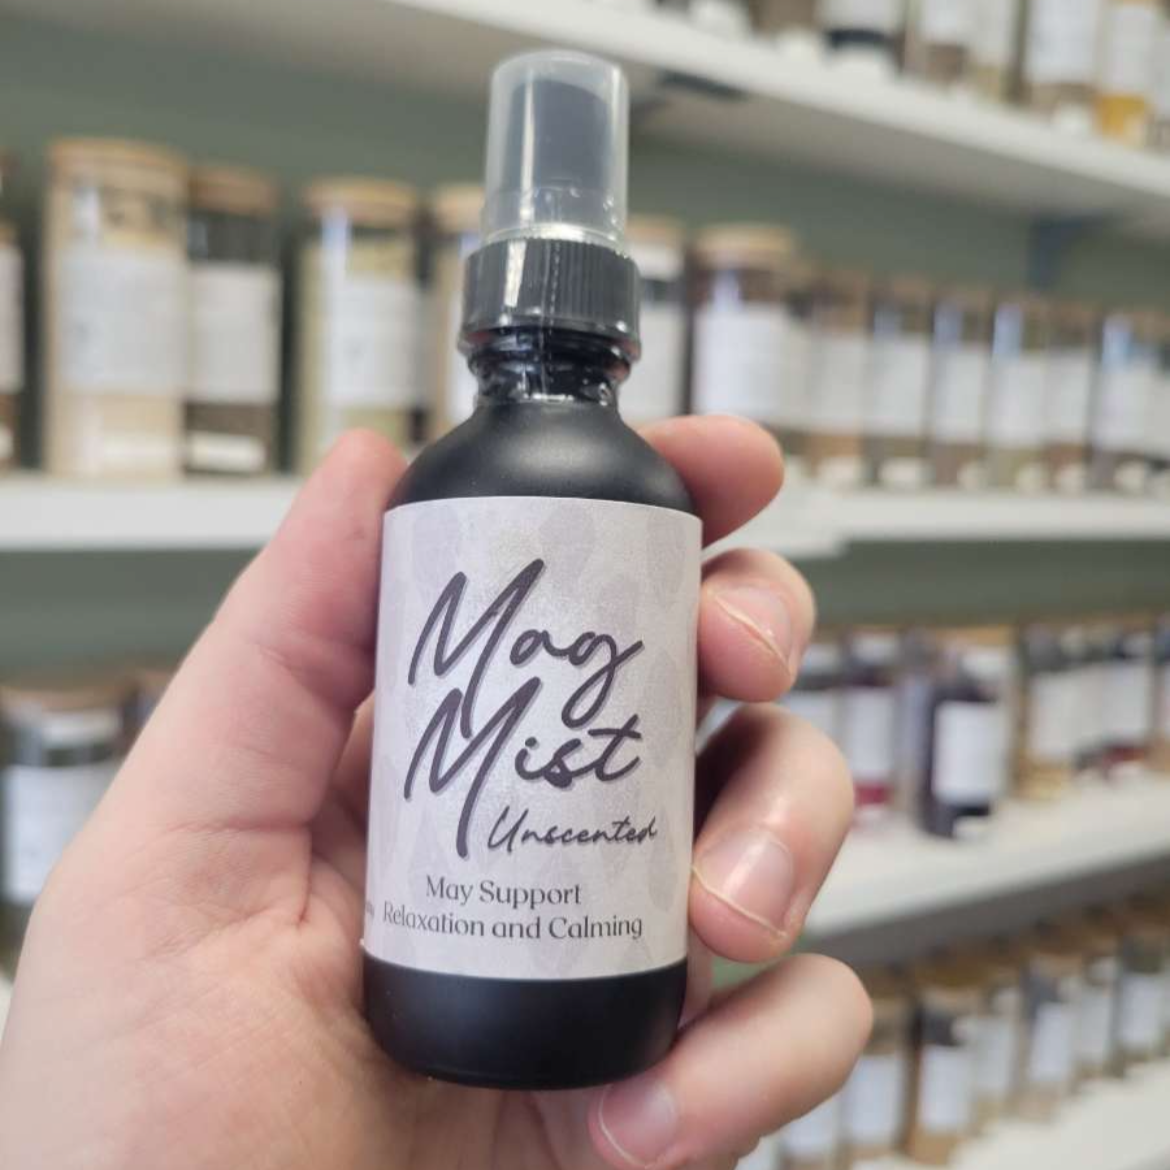 Mag
Mist
Unscented
May Support
Relaxation and Calming